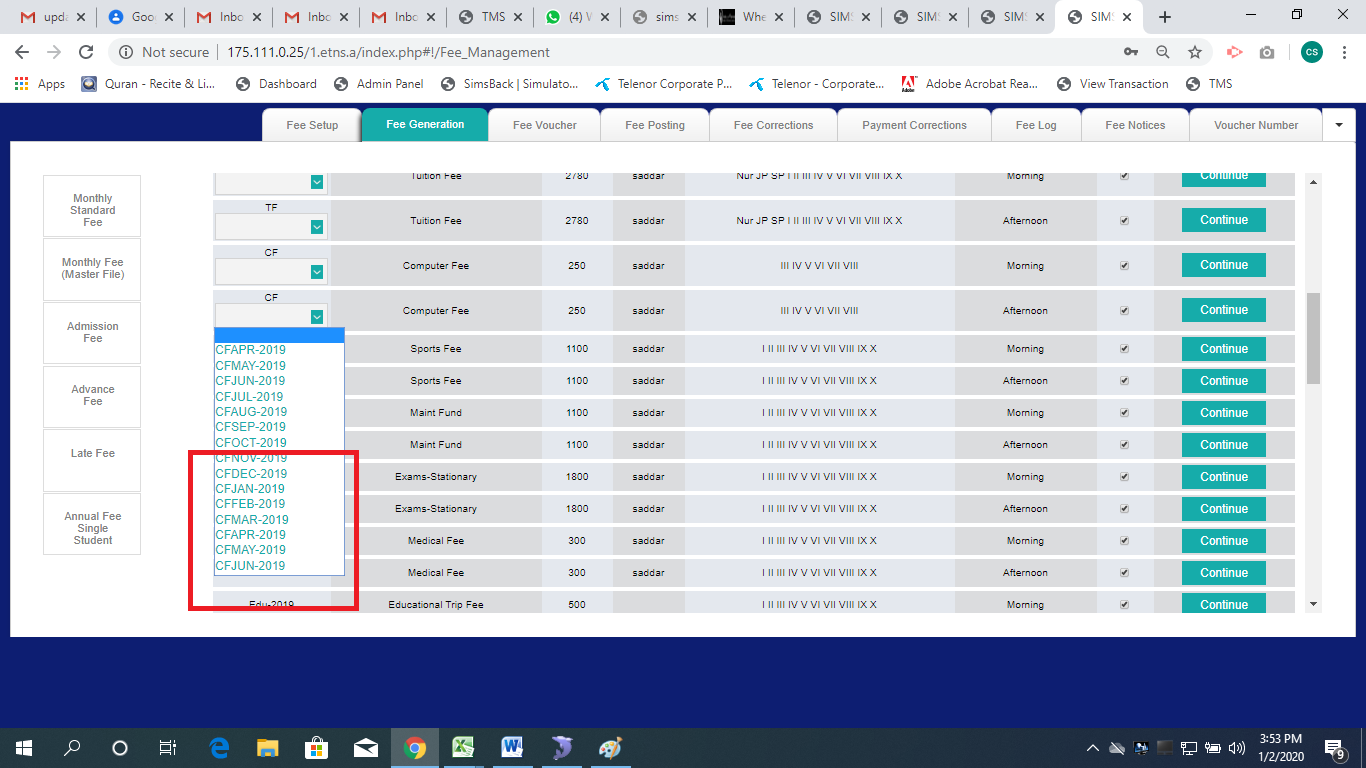 upda
Goo
Inbo
Inbo
Inbo
TMS
(4) W
sims
Whe
SIMS
SIMS
SIMS
SIMS
Not secure
175.111.0.25/1.etns.a/index.php#!/Fee_Management
CS
Apps
Quran - Recite & Li...
Dashboard
Admin Panel
SimsBack | Simulato...
Telenor Corporate P...
Telenor - Corporate...
Adobe Acrobat Rea...
View Transaction
TMS
Fee Setup
Fee Generation
Fee Voucher
Fee Posting
Fee Corrections
Payment Corrections
Fee Log
Fee Notices
Voucher Number
Monthly
Standard
Fee
Monthly Fee
(Master File)
Admission
Fee
Advance
Fee
Late Fee
Annual Fee
Single
Student
Tuition Fee 2780 saddar Nur JP SP I II III IV V VI VII VIII IX X Morning Continue
TF
Tuition Fee 2780 saddar Nur JP SP I II III IV V VI VII VIII IX X Afternoon Continue
CF
Computer Fee 250 saddar III IV V VI VII VIII Morning Continue
CF
Computer Fee 250 saddar III IV V VI VII VIII Afternoon Continue
Sports Fee 1100 saddar I II III IV V VI VII VIII IX X Morning Continue
Sports Fee 1100 saddar I II III IV V VI VII VIII IX X Afternoon Continue
Maint Fund 1100 saddar I II III IV V VI VII VIII IX X Morning Continue
Maint Fund 1100 saddar I II III IV V VI VII VIII IX X Afternoon Continue
Exams-Stationary 1800 saddar I II III IV V VI VII VIII IX X Morning Continue
Exams-Stationary 1800 saddar I II III IV V VI VII VIII IX X Afternoon Continue
Medical Fee 300 saddar I II III IV V VI VII VIII IX X Morning Continue
Medical Fee 300 saddar I II III IV V VI VII VIII IX X Afternoon Continue
Edu-2019 Educational Trip Fee 500 I II III IV V VI VII VIII IX X Morning Continue
CFAPR-2019
CFMAY-2019
CFJUN-2019
CFJUL-2019
CFAUG-2019
CFSEP-2019
CFOCT-2019
CFNOV-2019
CFDEC-2019
CFJAN-2019
CFFEB-2019
CFMAR-2019
CFAPR-2019
CFMAY-2019
CFJUN-2019
3:53 PM
1/2/2020
9